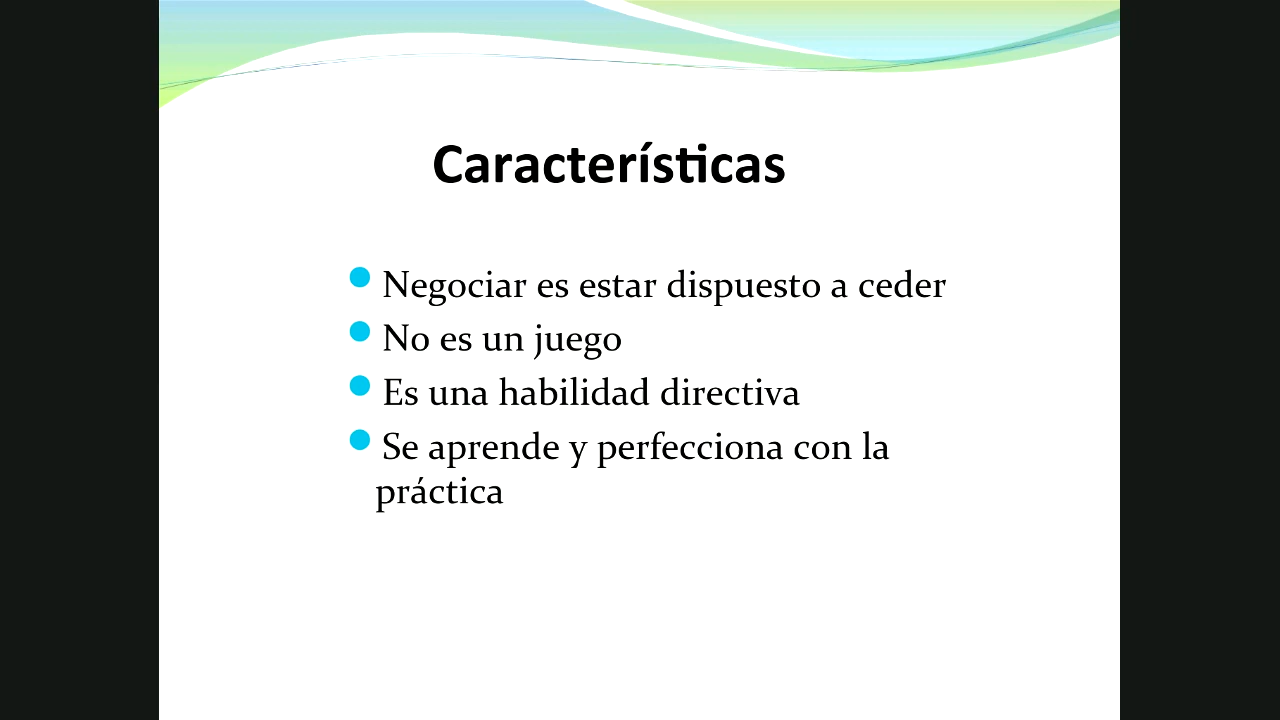 Características
Negociar es estar dispuesto a ceder
No es un juego
Es una habilidad directiva
Se aprende y perfecciona con la
práctica